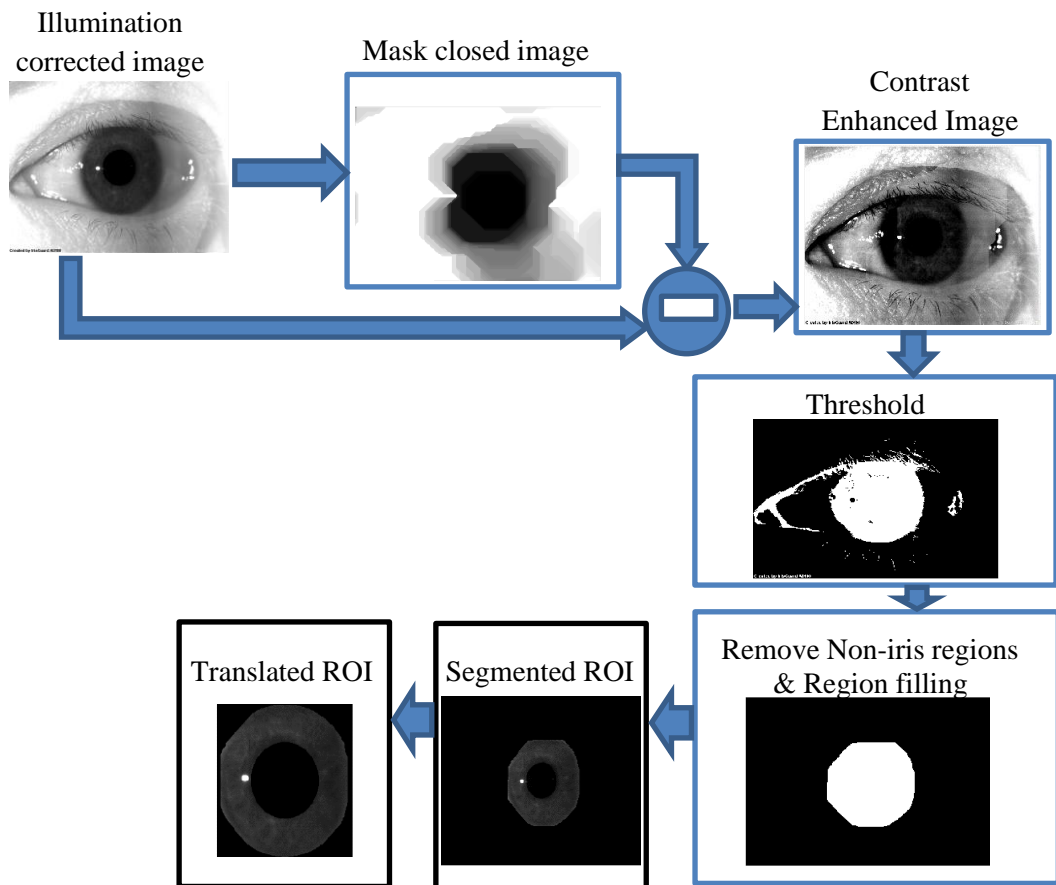 Illumination
corrected image
Mask closed image
Contrast
Enhanced Image
Threshold
Remove Non-iris regions
& Region filling
Segmented ROI
Translated ROI